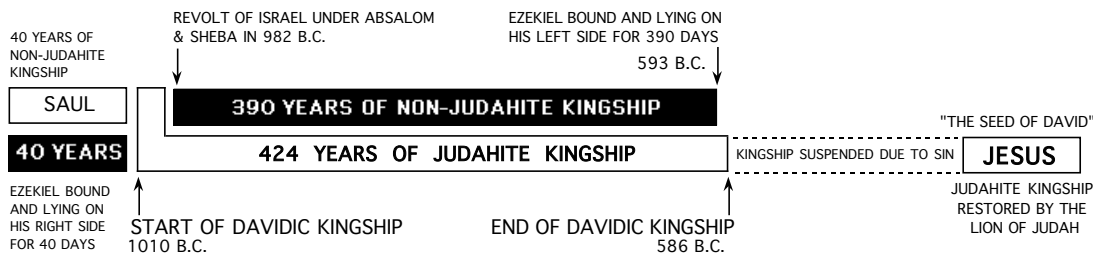 REVOLT OF ISRAEL UNDER ABSALOM
& SHEBA IN 982 B.C.
EZEKIEL BOUND AND LYING ON
HIS LEFT SIDE FOR 390 DAYS
593 B.C.
40 YEARS OF
NON-JUDAHITE
KINGSHIP
SAUL
390 YEARS OF NON-JUDAHITE KINGSHIP
"THE SEED OF DAVID"
40 YEARS
424 YEARS OF JUDAHITE KINGSHIP
KINGSHIP SUSPENDED DUE TO SIN
JESUS
EZEKIEL BOUND
AND LYING ON
HIS RIGHT SIDE
FOR 40 DAYS
START OF DAVIDIC KINGSHIP
1010 B.C.
END OF DAVIDIC KINGSHIP
586 B.C.
JUDAHITE KINGSHIP
RESTORED BY THE
LION OF JUDAH